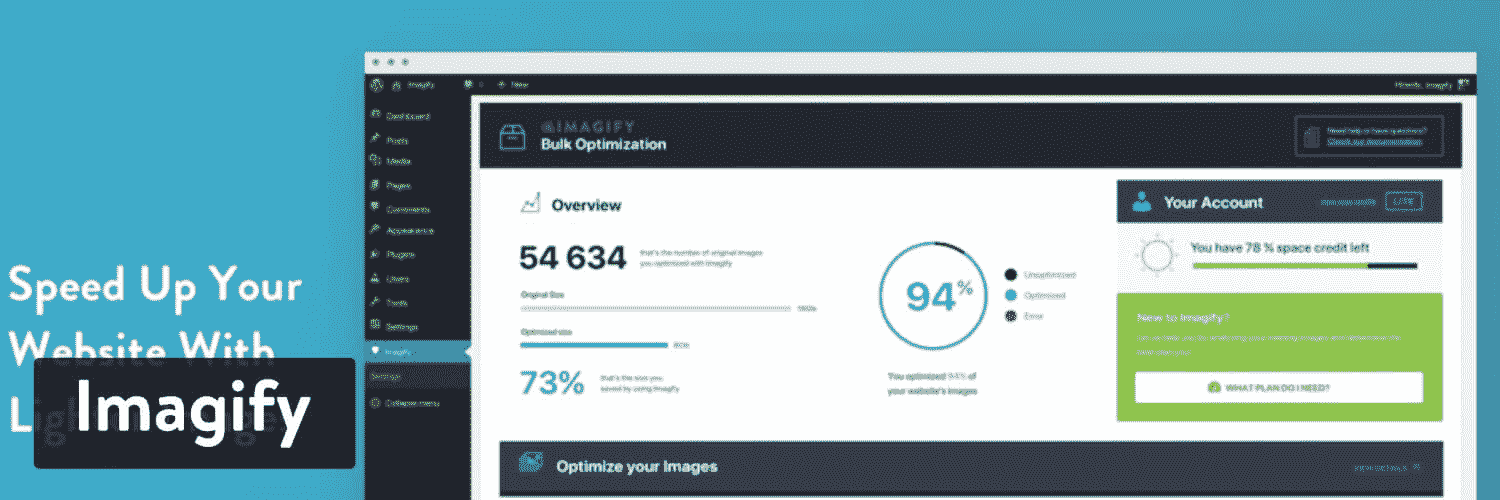 Speed Up Your
Website With
Imagify
Imagify
New
Dashboard
Posts
Media
Pages
Comments
Appearance
Plugins
Users
Tools
Settings
Imagify
Settings
Collapse menu
IMAGIFY
Bulk Optimization
Need help or have questions?
Check our documentation
Overview
54 634
that's the number of original images
you optimized with Imagify
Original Size
Optimized size
73%
that's the size you
saved by using Imagify
94%
Unoptimized
Optimized
Error
You optimized 94% of
your website's images
Your Account
LITE
You have 78 % space credit left
New to Imagify?
WHAT PLAN DO I NEED?
Optimize your Images
VIEW DETAILS